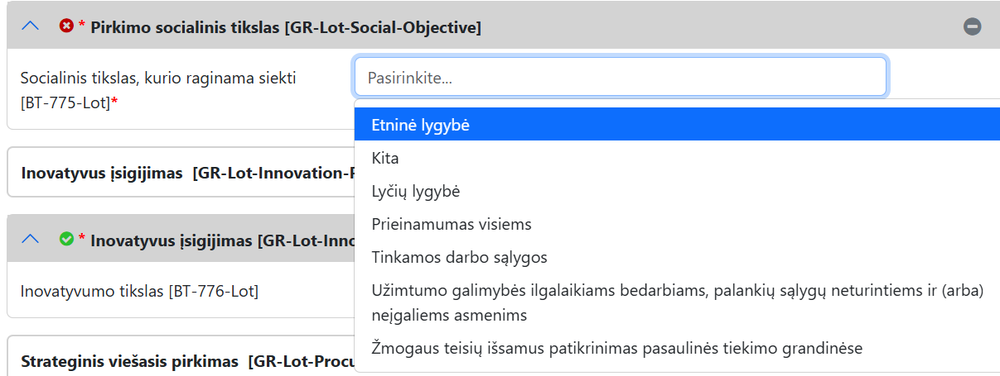 * Pirkimo socialinis tikslas [GR-Lot-Social-Objective]
Socialinis tikslas, kurio raginama siekti
[BT-775-Lot]*
Pasirinkite...
Etninė lygybė
Kita
Lyčių lygybė
Prieinamumas visiems
Tinkamos darbo sąlygos
Užimtumo galimybės ilgalaikiams bedarbiams, palankių sąlygų neturintiems ir (arba)
neįgaliems asmenims
Žmogaus teisių išsamus patikrinimas pasaulinės tiekimo grandinėse
Inovatyvus įsigijimas [GR-Lot-Innovation-
* Inovatyvus įsigijimas [GR-Lot-Inno
Inovatyvumo tikslas [BT-776-Lot]
Strateginis viešasis pirkimas [GR-Lot-Procu